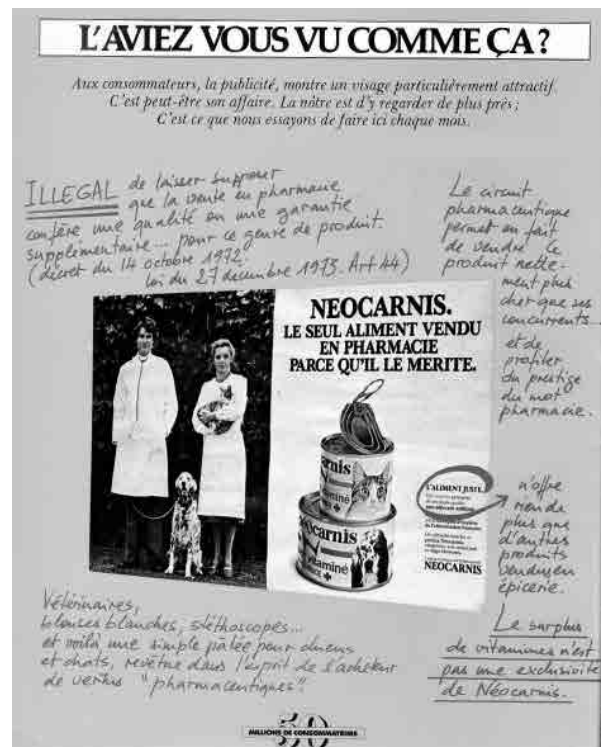 L'AVIEZ VOUS VU COMME ÇA?
Aux consommateurs, la publicité, montre un visage particulièrement attractif.
C'est peut-être son affaire. La nôtre est d'y regarder de plus près ;
C'est ce que nous essayons de faire ici chaque mois.
ILLEGAL de laisser supposer
que la vente en pharmacie
confère une qualité ou une garantie
supplémentaire... pour ce genre de produit.
(décret du 14 octobre 1972.
loi du 27 decembre 1973. Art 44)
Le circuit
pharmaceutique
permet en fait
de vendre ce
produit nette-
ment plus
cher que ses
concurrents...
et de
profiter
du prestige
du mot
pharmacie.
NEOCARNIS.
LE SEUL ALIMENT VENDU
EN PHARMACIE
PARCE QU'IL LE MERITE.
carnis
vitaminé
Neocarnis
vitaminé
L'ALIMENT JUSTE.
NEOCARNIS
n'offre
rien de
plus que
d'autres
produits
vendus en
épicerie.
Le surplus
de vitamines n'est
pas une exclusivité
de Néocarnis.
Vétérinaires,
blouses blanches, stéthoscopes...
et voilà une simple pâtée pour chiens
et chats, revêtue dans l'esprit de l'acheteur
de vertus "pharmaceutiques".
50
MILLIONS DE CONSOMMATEURS